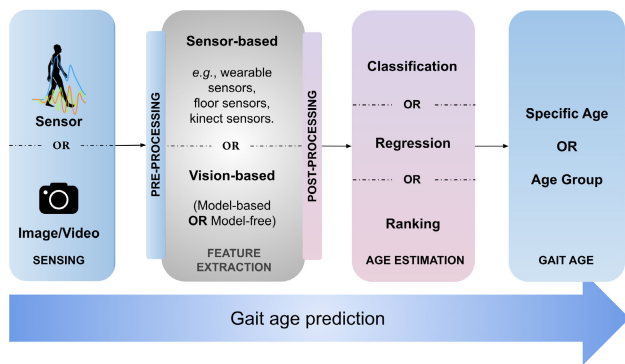 Sensor
OR
Image/Video
SENSING
PRE-PROCESSING
Sensor-based
e.g., wearable
sensors,
floor sensors,
kinect sensors.
OR
Vision-based
(Model-based
OR Model-free)
FEATURE
EXTRACTION
POST-PROCESSING
Classification
OR
Regression
OR
Ranking
AGE ESTIMATION
Specific Age
OR
Age Group
GAIT AGE
Gait age prediction